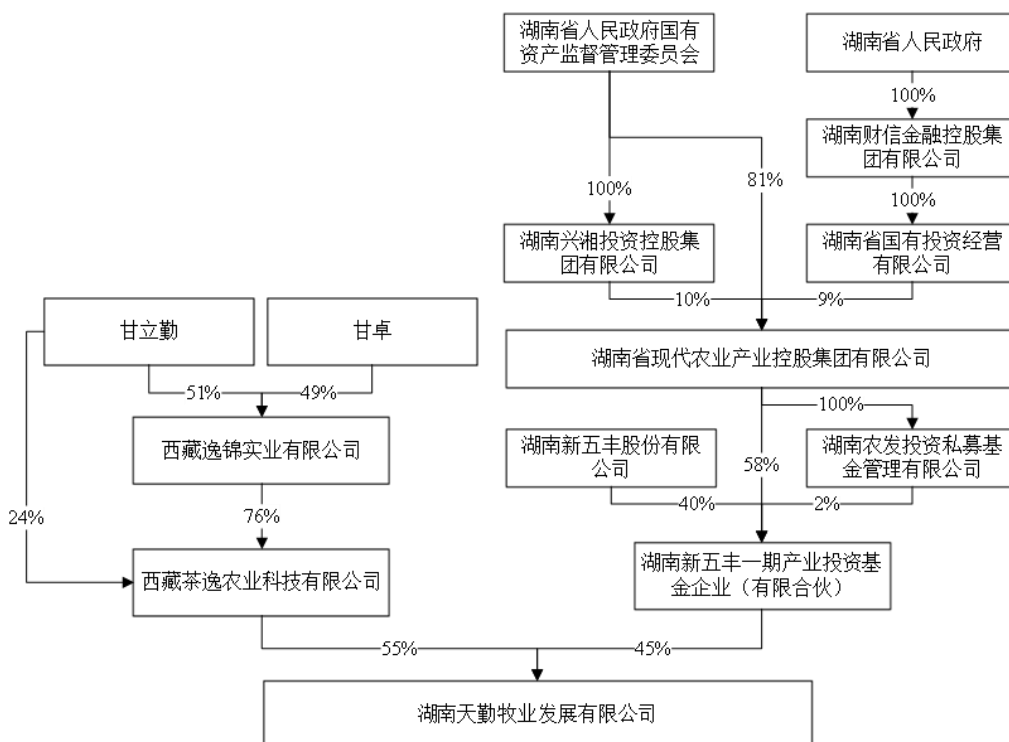 湖南省人民政府国有
资产监督管理委员会
湖南省人民政府
100%
湖南财信金融控股集
团有限公司
100%
81%
100%
湖南兴湘投资控股集
团有限公司
湖南省国有投资经营
有限公司
10%
9%
甘立勤
甘卓
湖南省现代农业产业控股集团有限公司
51%
49%
100%
西藏逸锦实业有限公司
湖南新五丰股份有限
公司
58%
湖南农发投资私募基
金管理有限公司
40%
2%
24%
76%
西藏茶逸农业科技有限公司
湖南新五丰一期产业投资基
金企业（有限合伙）
55%
45%
湖南天勤牧业发展有限公司